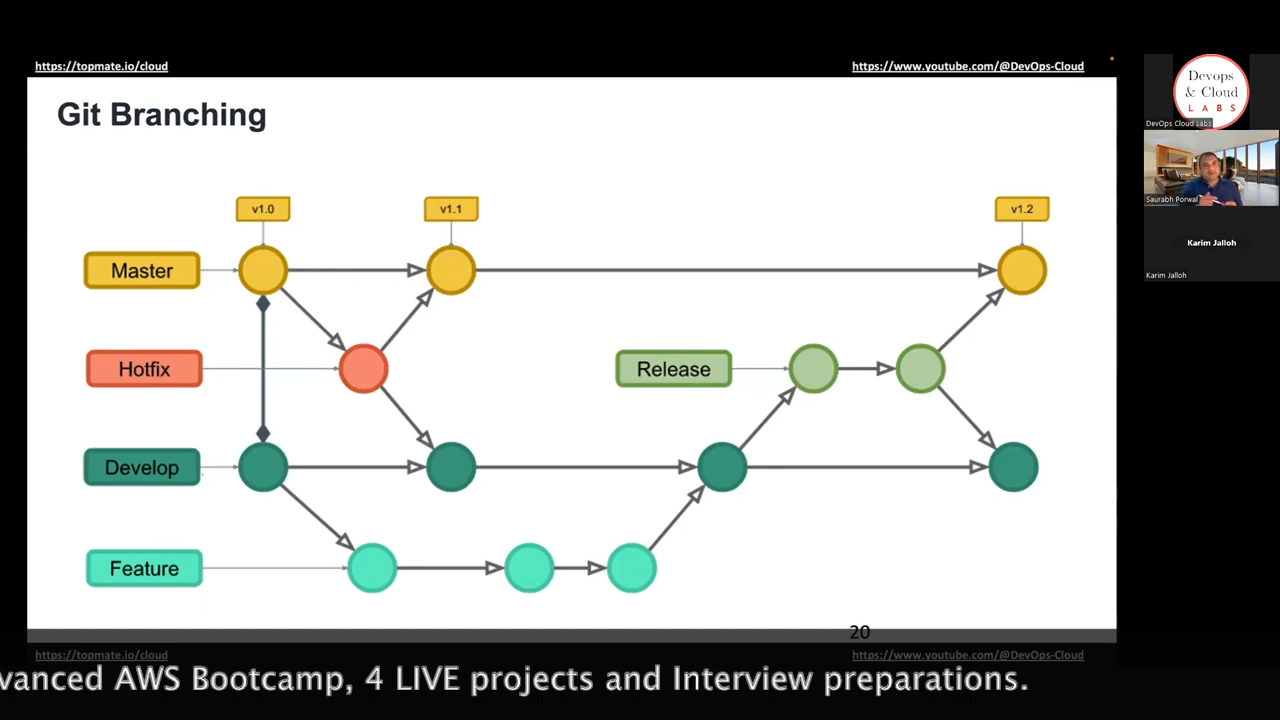 https://topmate.io/cloud
https://www.youtube.com/@DevOps-Cloud
Git Branching
v1.0
v1.1
v1.2
Master
Hotfix
Release
Develop
Feature
20
https://topmate.io/cloud
https://www.youtube.com/@DevOps-Cloud
vanced AWS Bootcamp, 4 LIVE projects and Interview preparations.
Devops
& Cloud
LABS
DevOps Cloud Labs
Saurabh Porwal
Karim Jalloh
Karim Jalloh